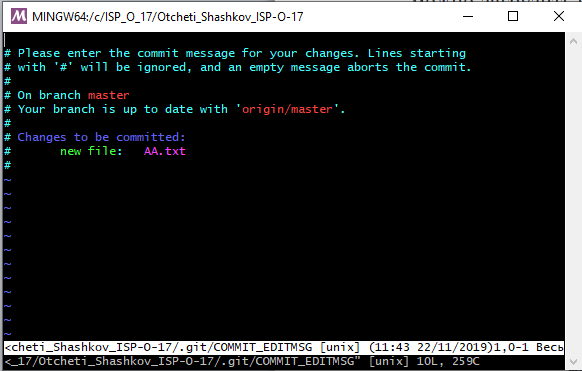 MINGW64:/c/ISP_O_17/Otcheti_Shashkov_ISP-O-17
# Please enter the commit message for your changes. Lines starting
# with '#' will be ignored, and an empty message aborts the commit.
#
# On branch master
# Your branch is up to date with 'origin/master'.
#
# Changes to be committed:
#       new file:   AA.txt
#
~
~
~
~
~
~
~
~
~
~
~
~
<cheti_Shashkov_ISP-O-17/.git/COMMIT_EDITMSG [unix] (11:43 22/11/2019)1,0-1 Весь
<_17/Otcheti_Shashkov_ISP-O-17/.git/COMMIT_EDITMSG" [unix] 10L, 259C